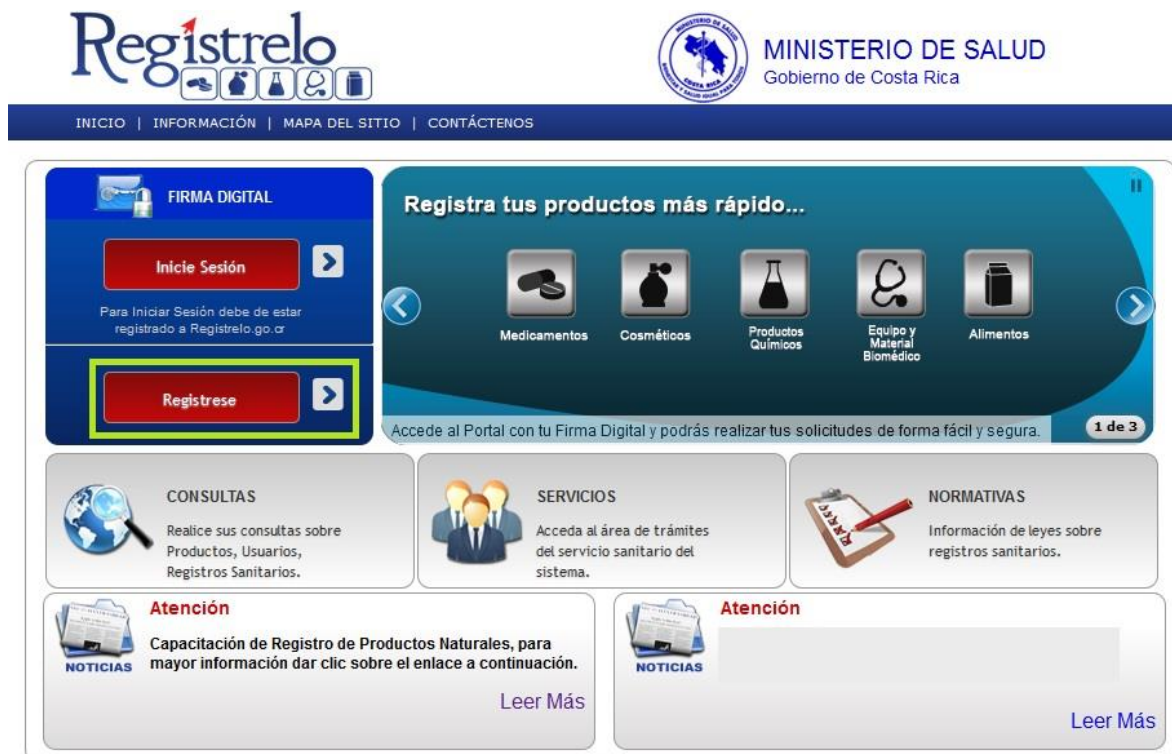 Regístrelo
MINISTERIO DE SALUD
Gobierno de Costa Rica
INICIO | INFORMACIÓN | MAPA DEL SITIO | CONTÁCTENOS
FIRMA DIGITAL
Inicie Sesión
Para Iniciar Sesión debe de estar
registrado a Registrelo.go.cr
Registrese
Registra tus productos más rápido...
Medicamentos
Cosméticos
Productos
Químicos
Equipo y
Material
Biomédico
Alimentos
Accede al Portal con tu Firma Digital y podrás realizar tus solicitudes de forma fácil y segura.
1 de 3
CONSULTAS
Realice sus consultas sobre
Productos, Usuarios,
Registros Sanitarios.
SERVICIOS
Acceda al área de trámites
del servicio sanitario del
sistema.
NORMATIVAS
Información de leyes sobre
registros sanitarios.
NOTICIAS
Atención
Capacitación de Registro de Productos Naturales, para
mayor información dar clic sobre el enlace a continuación.
Leer Más
NOTICIAS
Atención
Leer Más